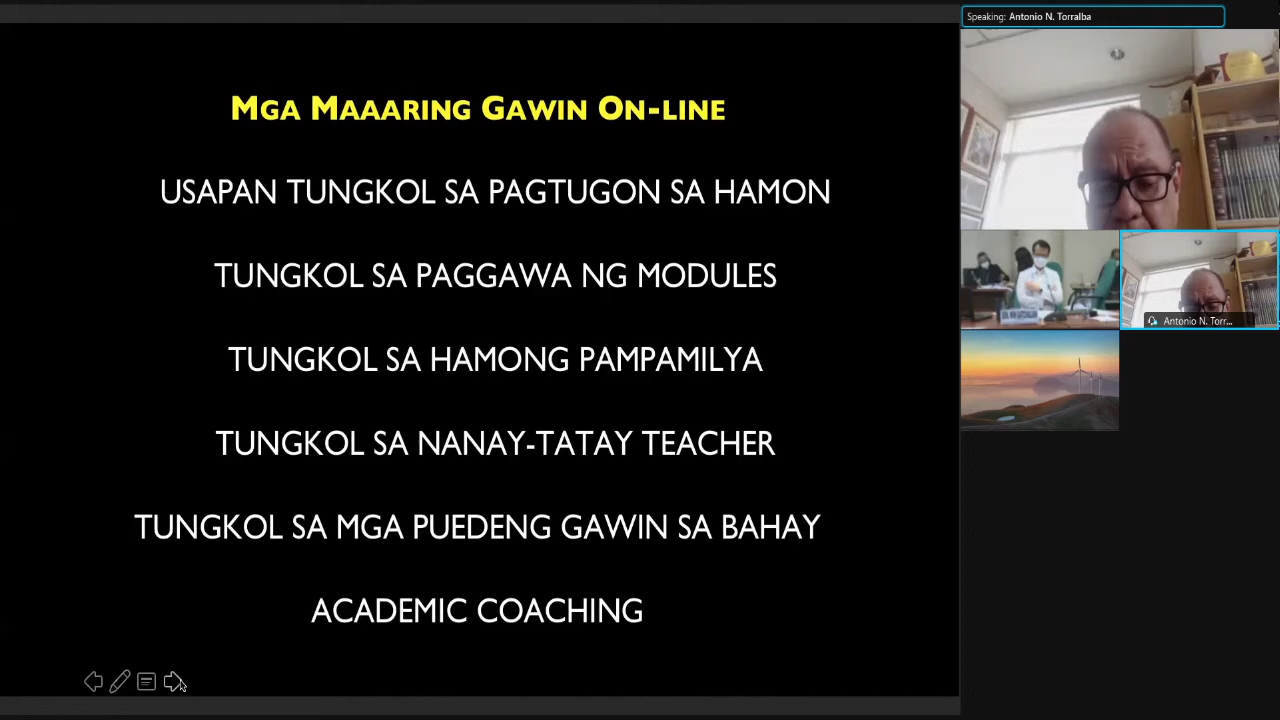 Speaking: Antonio N. Torralba
Mga Maaaring Gawin On-line
USAPAN TUNGKOL SA PAGTUGON SA HAMON
TUNGKOL SA PAGGAWA NG MODULES
TUNGKOL SA HAMONG PAMPAMILYA
TUNGKOL SA NANAY-TATAY TEACHER
TUNGKOL SA MGA PUEDENG GAWIN SA BAHAY
ACADEMIC COACHING
Antonio N. Torr...